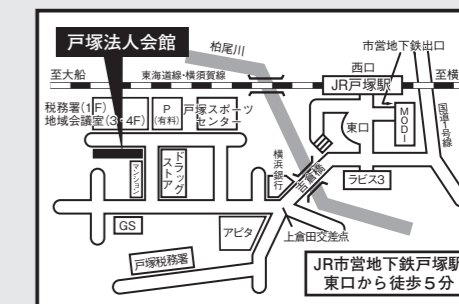 戸塚法人会館
柏尾川
市営地下鉄出口
西口
至大船
東海道線・横須賀線
JR戸塚駅
至横
税務署(1F)
地域会議室(3・4F)
P
(有料)
戸塚スポーツ
センター
東口
MODI
国道1号線
マンション
ドラッグ
ストア
横浜銀行
吉倉橋
ラピス3
GS
アピタ
上倉田交差点
戸塚税務署
JR市営地下鉄戸塚駅
東口から徒歩5分